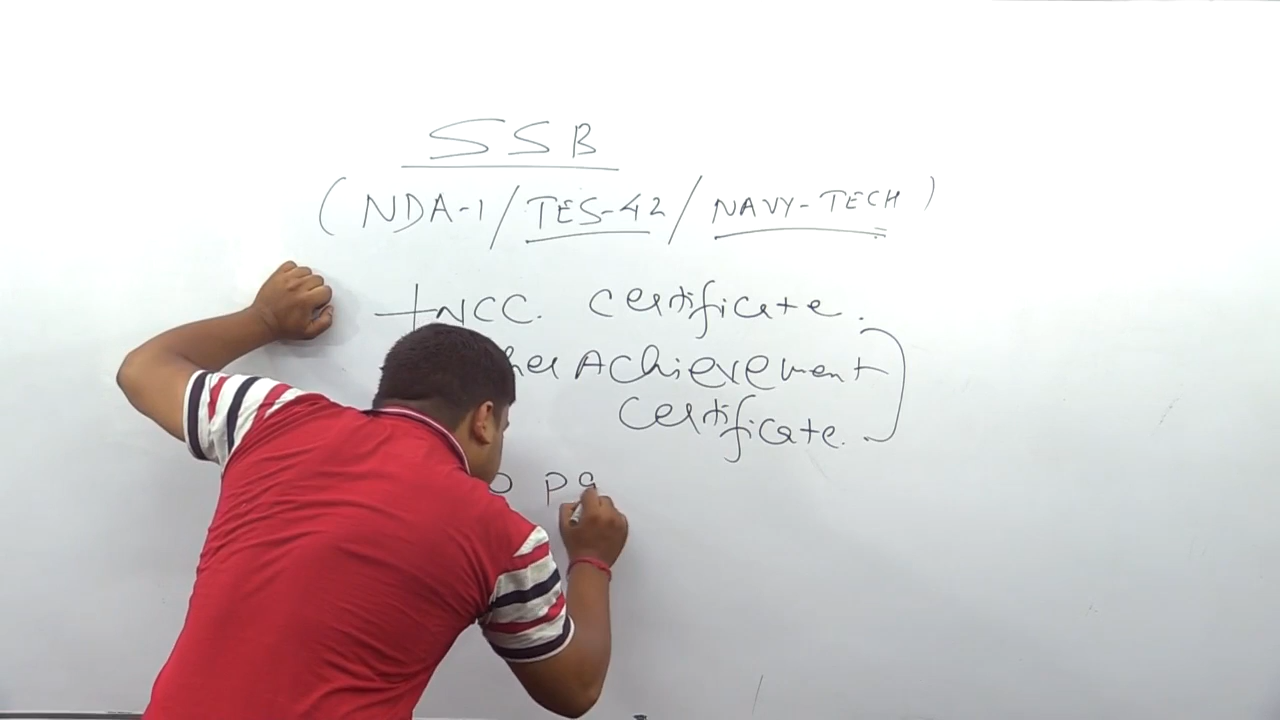 SSB
(NDA-1/TES-42/NAVY-TECH)
NCC. certificate.
Achievement
certificate.